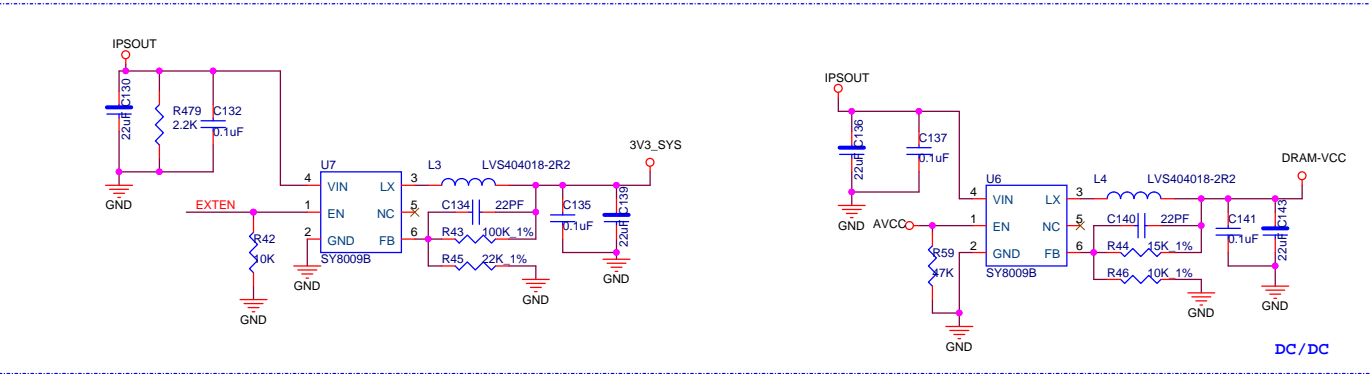 IPSOUT
22uF C130
R479
2.2K
C132
0.1uF
GND
U7
4 VIN LX 3
1 EN NC 5
2 GND FB 6
SY8009B
EXTEN
R42
10K
GND
GND
L3 LVS404018-2R2
C134 22PF
R43 100K_1%
R45 22K_1%
GND
3V3_SYS
C135
0.1uF
22uF C139
GND
IPSOUT
22uF C136
C137
0.1uF
GND
AVCC
R59
47K
GND
U6
4 VIN LX 3
1 EN NC 5
2 GND FB 6
SY8009B
L4 LVS404018-2R2
C140 22PF
R44 15K_1%
R46 10K_1%
GND
DRAM-VCC
C141
0.1uF
22uF C143
GND
DC/DC